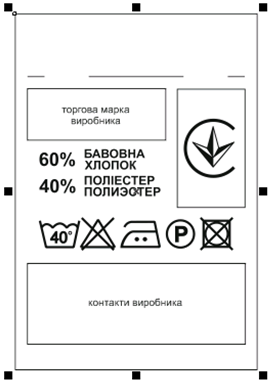 торгова марка
виробника
60% БАВОВНА
ХЛОПОК
40% ПОЛІЕСТЕР
ПОЛИЭСТЕР
40° P
контакти виробника